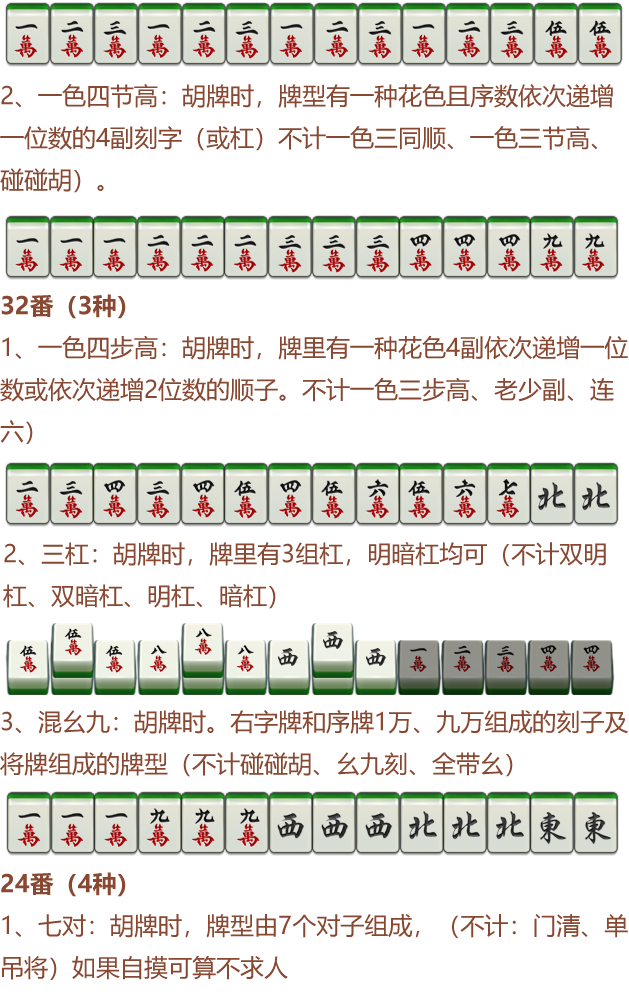 一萬 二萬 三萬 一萬 二萬 三萬 一萬 二萬 三萬 一萬 二萬 三萬 伍萬 伍萬
2、一色四节高：胡牌时，牌型有一种花色且序数依次递增
一位数的4副刻字（或杠）不计一色三同顺、一色三节高、
碰碰胡）。
一萬 一萬 一萬 二萬 二萬 二萬 三萬 三萬 三萬 四萬 四萬 四萬 九萬 九萬
32番（3种）
1、一色四步高：胡牌时，牌里有一种花色4副依次递增一位
数或依次递增2位数的顺子。不计一色三步高、老少副、连
六）
二萬 三萬 四萬 三萬 四萬 伍萬 四萬 伍萬 六萬 伍萬 六萬 七萬 北 北
2、三杠：胡牌时，牌里有3组杠，明暗杠均可（不计双明
杠、双暗杠、明杠、暗杠）
伍萬 伍萬 伍萬 八萬 八萬 八萬 西 西 西 一萬 二萬 三萬 四萬 四萬
3、混幺九：胡牌时。右字牌和序牌1万、九万组成的刻子及
将牌组成的牌型（不计碰碰胡、幺九刻、全带幺）
一萬 一萬 一萬 九萬 九萬 九萬 西 西 西 北 北 北 東 東
24番（4种）
1、七对：胡牌时，牌型由7个对子组成，（不计：门清、单
吊将）如果自摸可算不求人